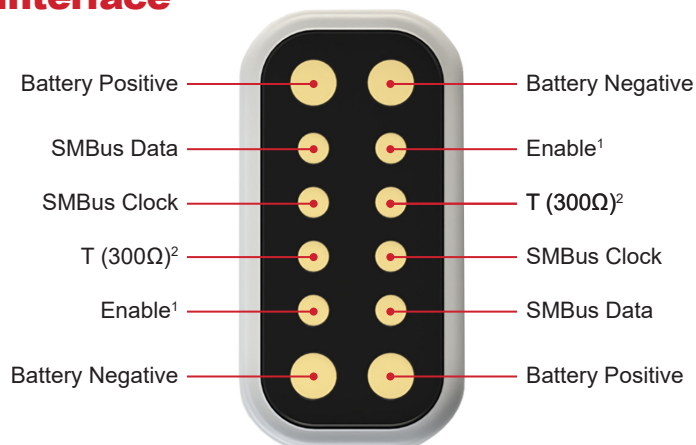 Interface
Battery Positive
Battery Negative
SMBus Data
Enable¹
SMBus Clock
T (300Ω)²
T (300Ω)²
SMBus Clock
Enable¹
SMBus Data
Battery Negative
Battery Positive